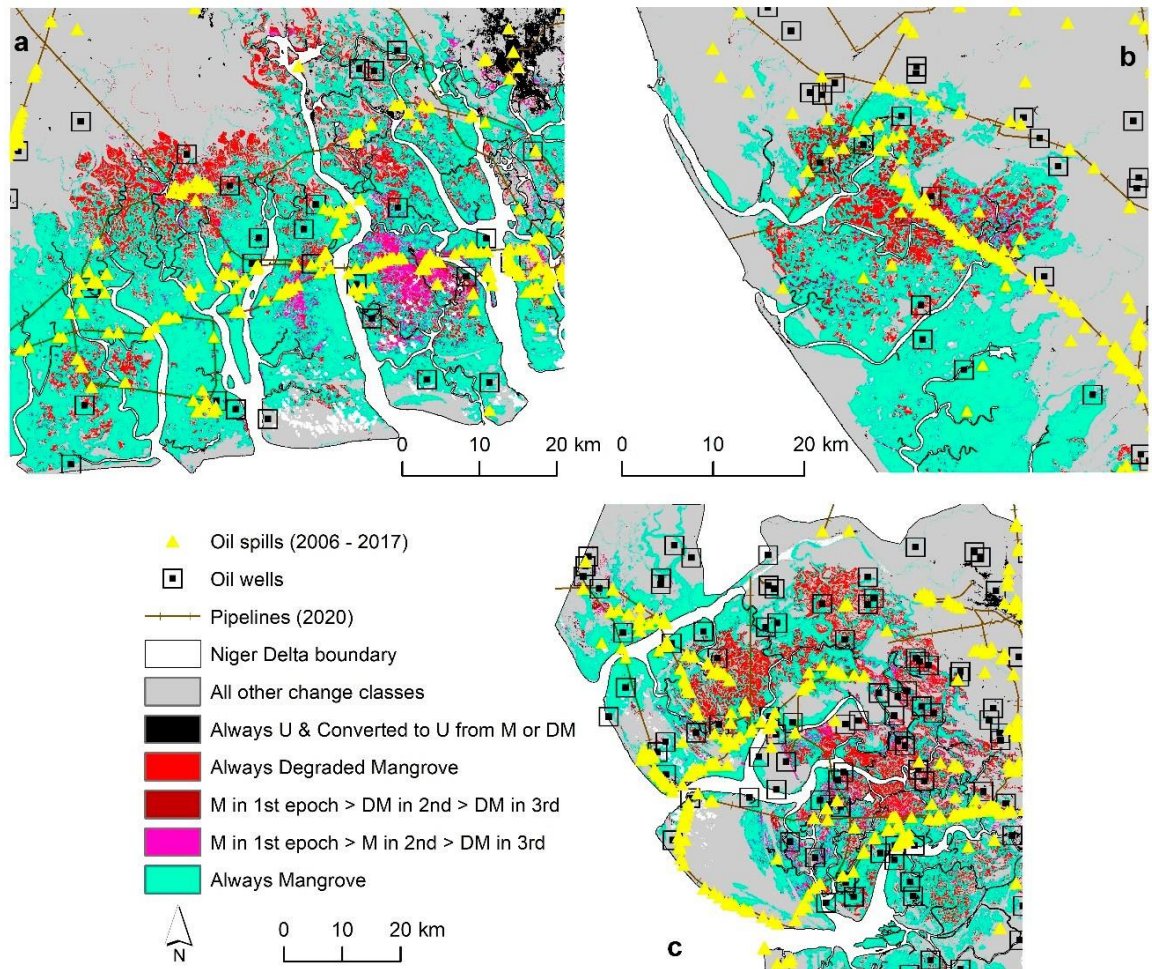 a
b
0 10 20 km
0 10 20 km
Oil spills (2006 - 2017)
Oil wells
Pipelines (2020)
Niger Delta boundary
All other change classes
Always U & Converted to U from M or DM
Always Degraded Mangrove
M in 1st epoch > DM in 2nd > DM in 3rd
M in 1st epoch > M in 2nd > DM in 3rd
Always Mangrove
N
0 10 20 km
c